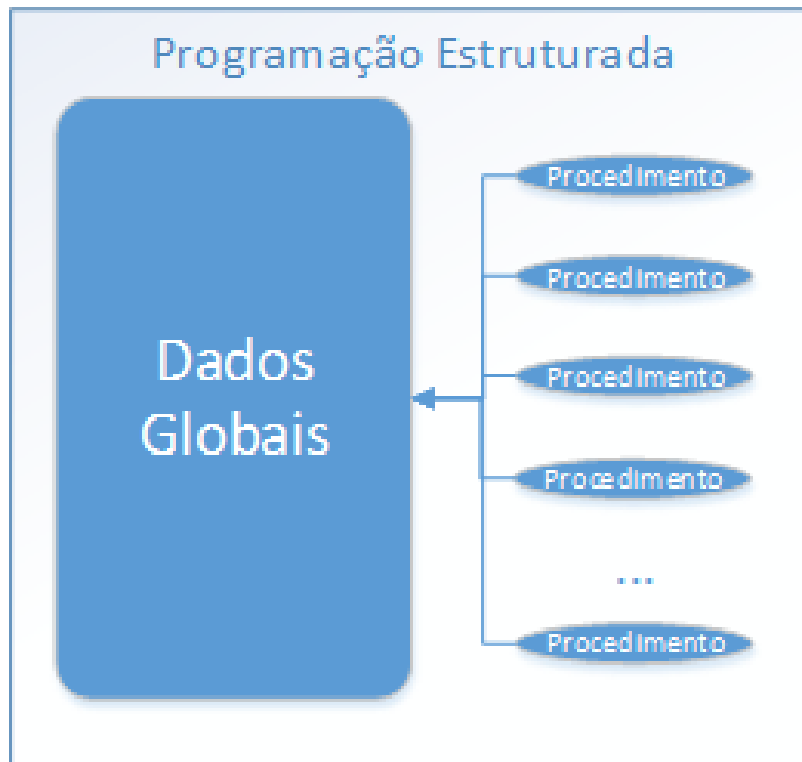 Programação Estruturada
Dados
Globais
Procedimento
Procedimento
Procedimento
Procedimento
...
Procedimento